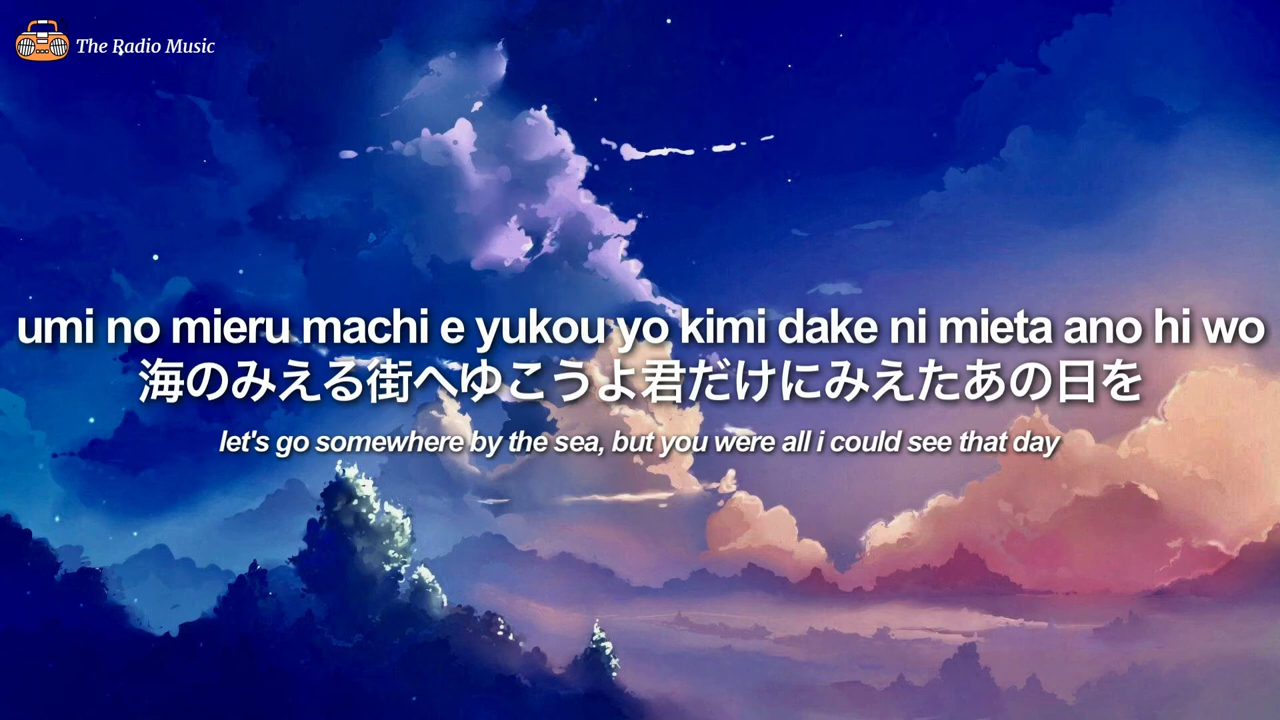 The Radio Music
umi no mieru machi e yukou yo kimi dake ni mieta ano hi wo
海のみえる街へゆこうよ君だけにみえたあの日を
let's go somewhere by the sea, but you were all i could see that day